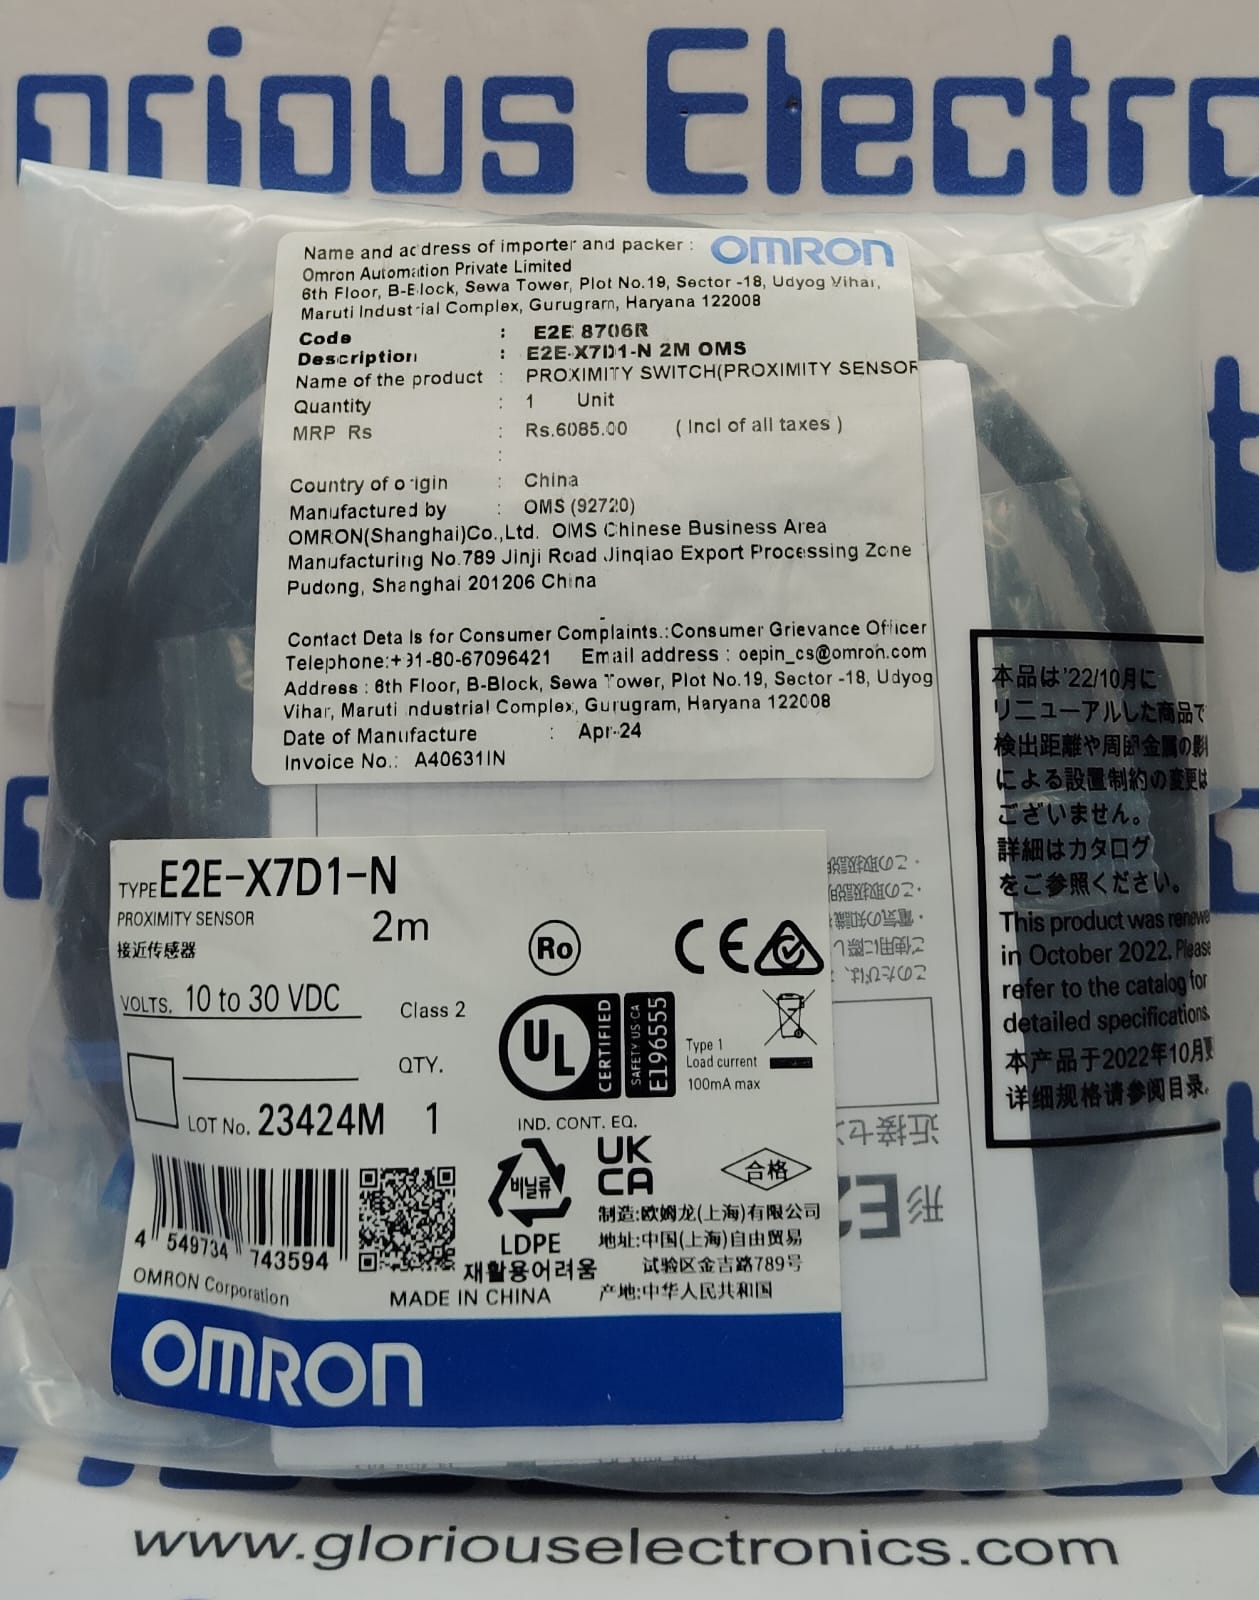 orious Electro
Name and address of importer and packer : OMRON
Omron Automation Private Limited
6th Floor, B-Block, Sewa Tower, Plot No.19, Sector -18, Udyog Vihar,
Maruti Industrial Complex, Gurugram, Haryana 122008
Code : E2E 8706R
Description : E2E-X7D1-N 2M OMS
Name of the product : PROXIMITY SWITCH(PROXIMITY SENSOR
Quantity : 1 Unit
MRP Rs : Rs.6085.00 ( Incl of all taxes )
:
Country of origin : China
Manufactured by : OMS (92720)
OMRON(Shanghai)Co.,Ltd. OMS Chinese Business Area
Manufacturing No.789 Jinji Road Jinqiao Export Processing Zone
Pudong, Shanghai 201206 China
Contact Details for Consumer Complaints.:Consumer Grievance Officer
Telephone:+91-80-67096421 Email address : oepin_cs@omron.com
Address : 6th Floor, B-Block, Sewa Tower, Plot No.19, Sector -18, Udyog
Vihar, Maruti Industrial Complex, Gurugram, Haryana 122008
Date of Manufacture : Apr-24
Invoice No.: A40631IN
本品は'22/10月に
リニューアルした商品で
検出距離や周囲金属の影
による設置制約の変更は
ございません。
詳細はカタログ
をご参照ください。
This product was renewe
in October 2022. Please
refer to the catalog for
detailed specifications.
本产品于2022年10月更
详细规格请参阅目录。
TYPE E2E-X7D1-N
PROXIMITY SENSOR 2m
接近传感器
VOLTS. 10 to 30 VDC
Class 2
QTY.
LOT No. 23424M 1
Ro
CE
UL CERTIFIED SAFETY US CA E196555
Type 1
Load current
100mA max
IND. CONT. EQ.
UK
CA
비닐류
LDPE
재활용어려움
合格
制造:欧姆龙(上海)有限公司
地址:中国(上海)自由贸易
试验区金吉路789号
产地:中华人民共和国
4 549734 743594
OMRON Corporation
MADE IN CHINA
OMRON
近接セン
形E2
www.gloriouselectronics.com